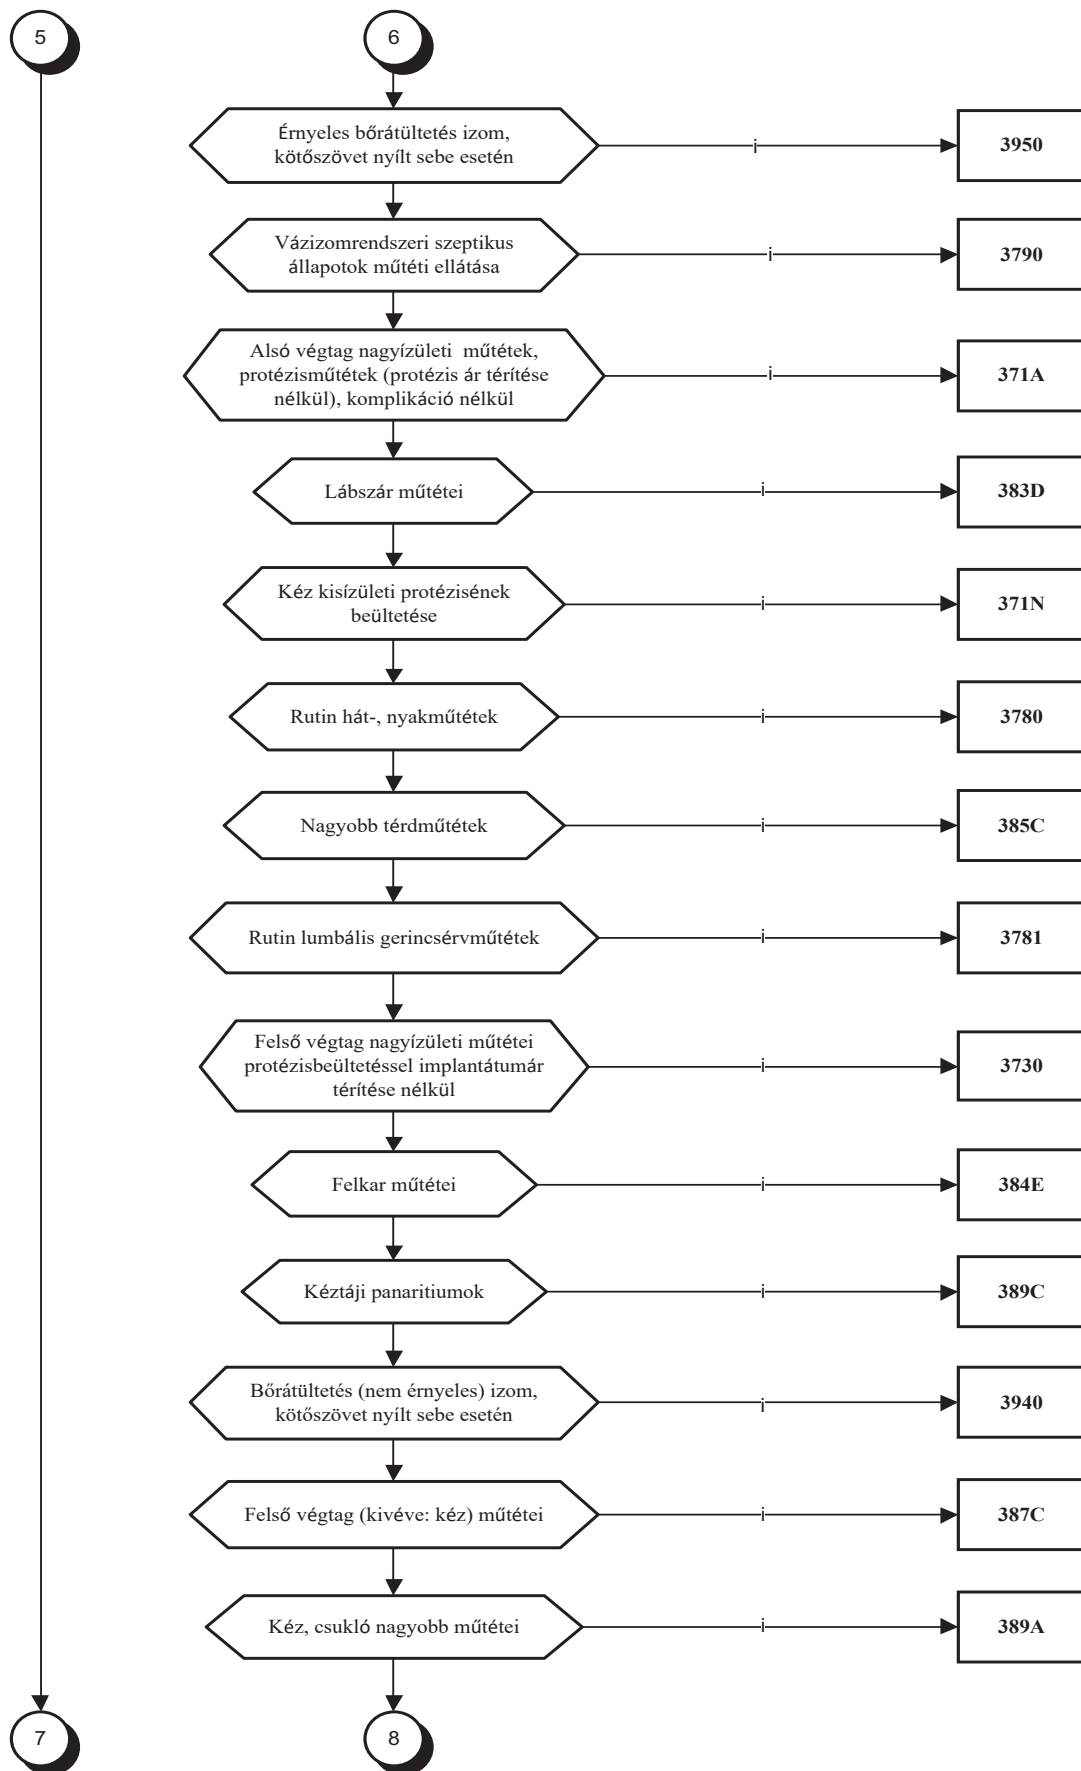 5
6
Érnyeles bőrátültetés izom,
kötőszövet nyílt sebe esetén
i
3950
Vázizomrendszeri szeptikus
állapotok műtéti ellátása
i
3790
Alsó végtag nagyízületi műtétek,
protézisműtétek (protézis ár térítése
nélkül), komplikáció nélkül
i
371A
Lábszár műtétei
i
383D
Kéz kisízületi protézisének
beültetése
i
371N
Rutin hát-, nyakműtétek
i
3780
Nagyobb térdműtétek
i
385C
Rutin lumbális gerincsérvműtétek
i
3781
Felső végtag nagyízületi műtétei
protézisbeültetéssel implantátumár
térítése nélkül
i
3730
Felkar műtétei
i
384E
Kéztáji panaritiumok
i
389C
Bőrátültetés (nem érnyeles) izom,
kötőszövet nyílt sebe esetén
i
3940
Felső végtag (kivéve: kéz) műtétei
i
387C
Kéz, csukló nagyobb műtétei
i
389A
7
8